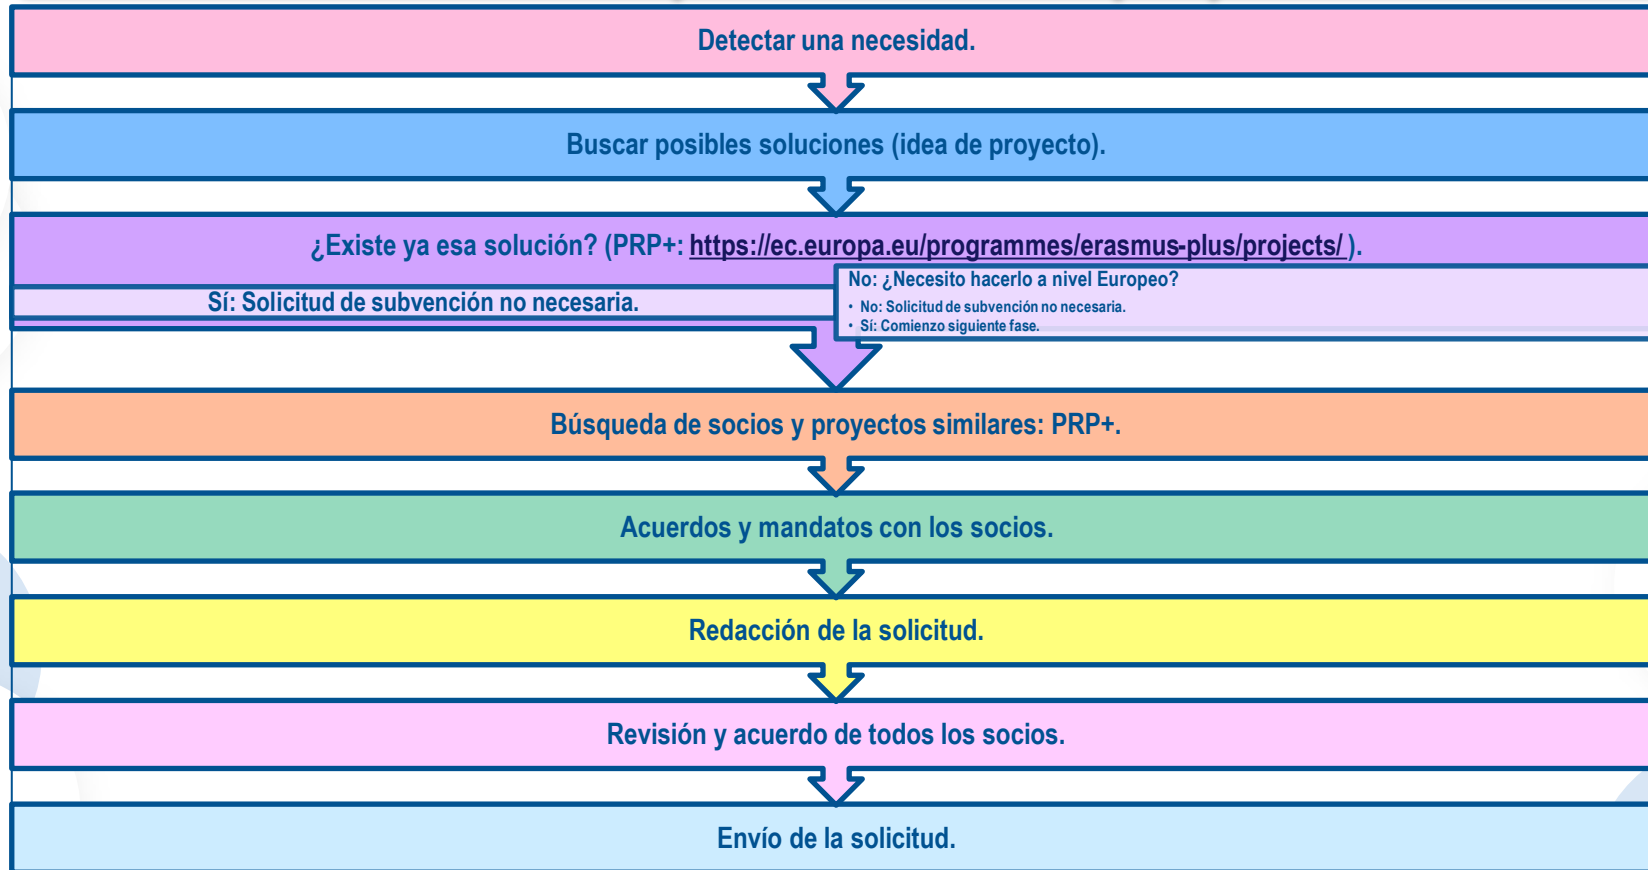 Detectar una necesidad.
Buscar posibles soluciones (idea de proyecto).
¿Existe ya esa solución? (PRP+: https://ec.europa.eu/programmes/erasmus-plus/projects/ ).
Sí: Solicitud de subvención no necesaria.
No: ¿Necesito hacerlo a nivel Europeo?
• No: Solicitud de subvención no necesaria.
• Sí: Comienzo siguiente fase.
Búsqueda de socios y proyectos similares: PRP+.
Acuerdos y mandatos con los socios.
Redacción de la solicitud.
Revisión y acuerdo de todos los socios.
Envío de la solicitud.